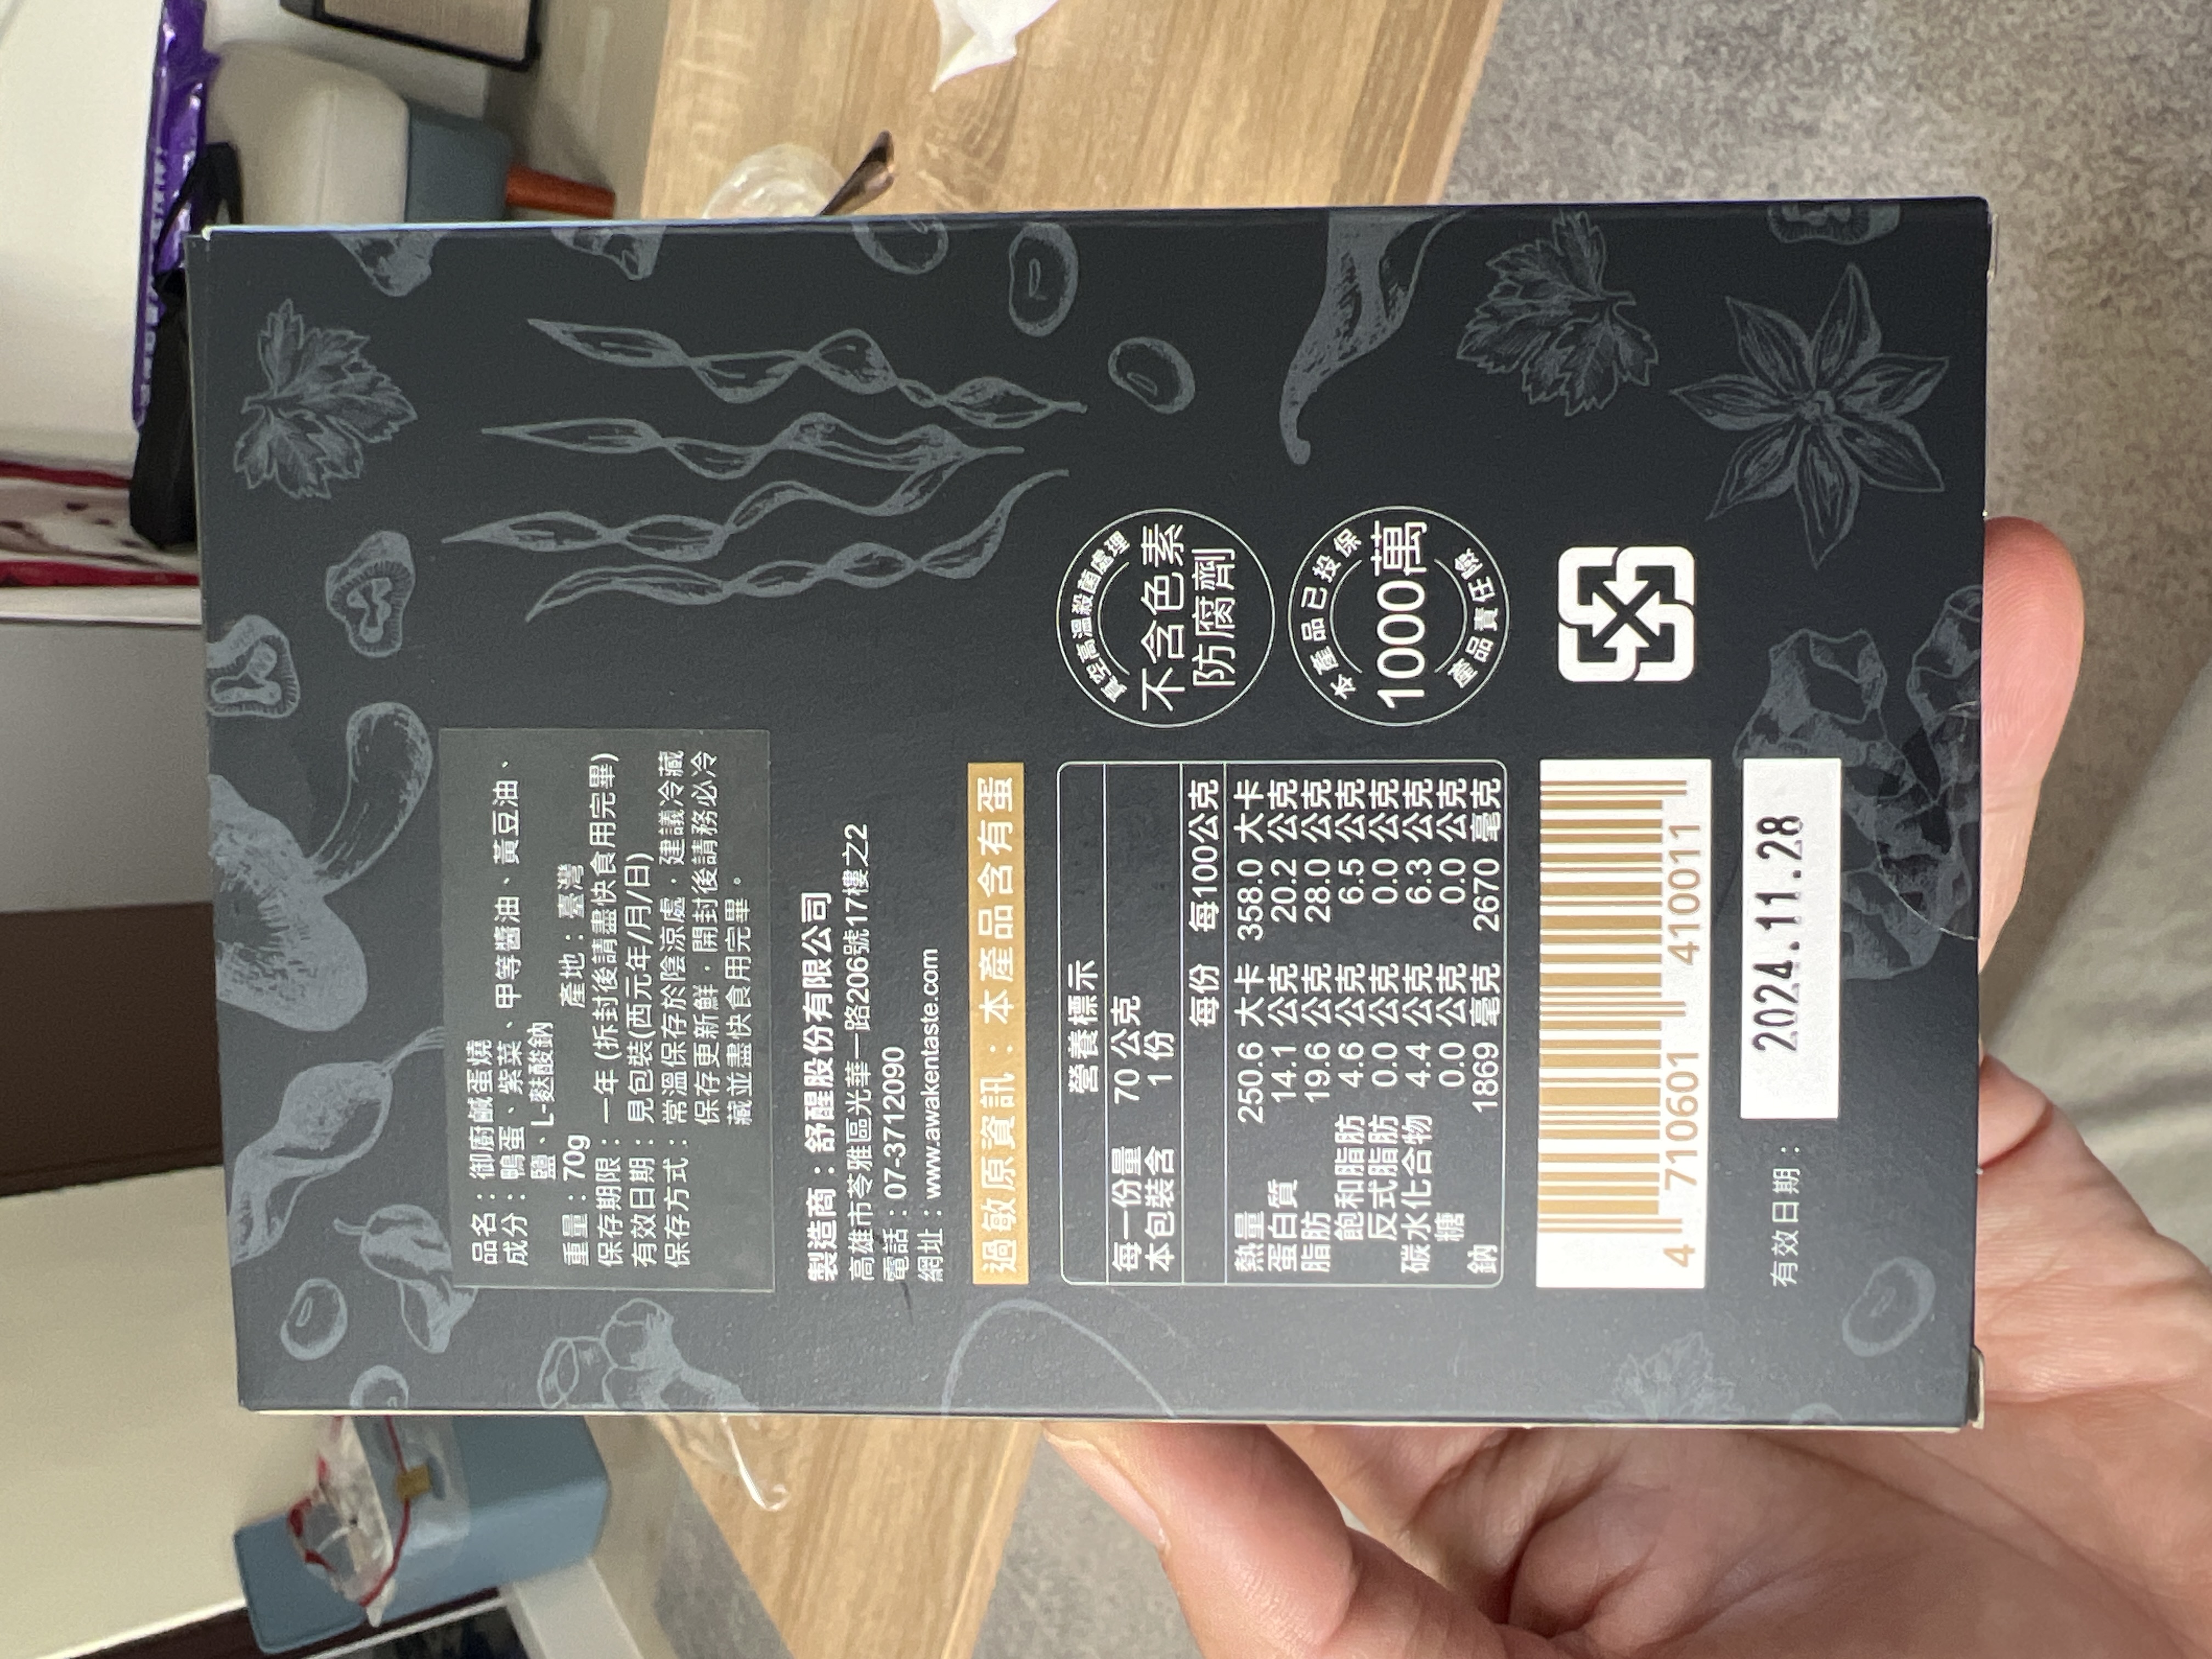 品名：御廚鹹蛋燒
成分：鴨蛋、紫菜、甲等醬油、黃豆油、
鹽、L-麩酸鈉
重量：70g 產地：臺灣
保存期限：一年 (拆封後請盡快食用完畢)
有效日期：見包裝(西元年/月/日)
保存方式：常溫保存於陰涼處，建議冷藏
保存更新鮮，開封後請務必冷
藏並盡快食用完畢。
製造商：舒醒股份有限公司
高雄市苓雅區光華一路206號17樓之2
電話：07-3712090
網址：www.awakentaste.com
過敏原資訊：本產品含有蛋
營養標示
每一份量 70 公克
本包裝含 1 份
每份 每100公克
熱量 250.6 大卡 358.0 大卡
蛋白質 14.1 公克 20.2 公克
脂肪 19.6 公克 28.0 公克
飽和脂肪 4.6 公克 6.5 公克
反式脂肪 0.0 公克 0.0 公克
碳水化合物 4.4 公克 6.3 公克
糖 0.0 公克 0.0 公克
鈉 1869 毫克 2670 毫克
真空高溫殺菌處理
不含色素
防腐劑
本產品已投保
1000萬
產品責任險
4 710601 410011
有效日期：2024.11.28